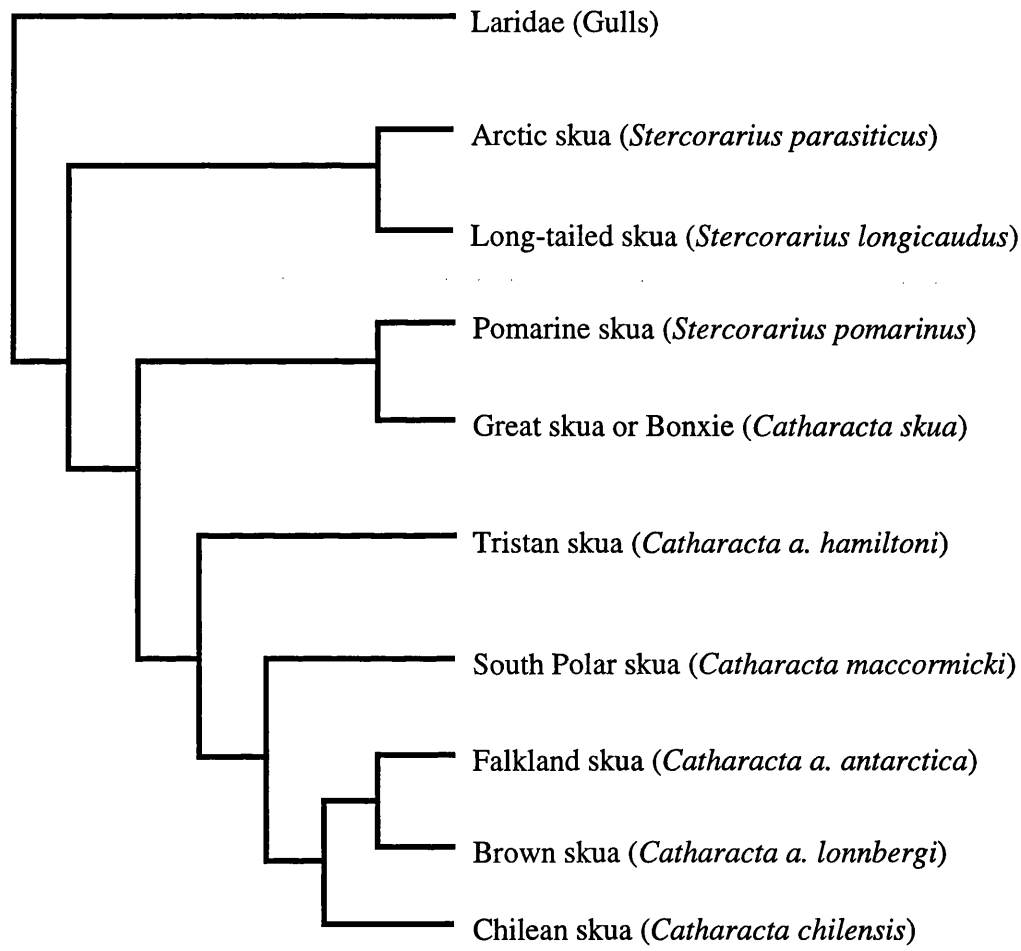 Laridae (Gulls)
Arctic skua (Stercorarius parasiticus)
Long-tailed skua (Stercorarius longicaudus)
Pomarine skua (Stercorarius pomarinus)
Great skua or Bonxie (Catharacta skua)
Tristan skua (Catharacta a. hamiltoni)
South Polar skua (Catharacta maccormicki)
Falkland skua (Catharacta a. antarctica)
Brown skua (Catharacta a. lonnbergi)
Chilean skua (Catharacta chilensis)